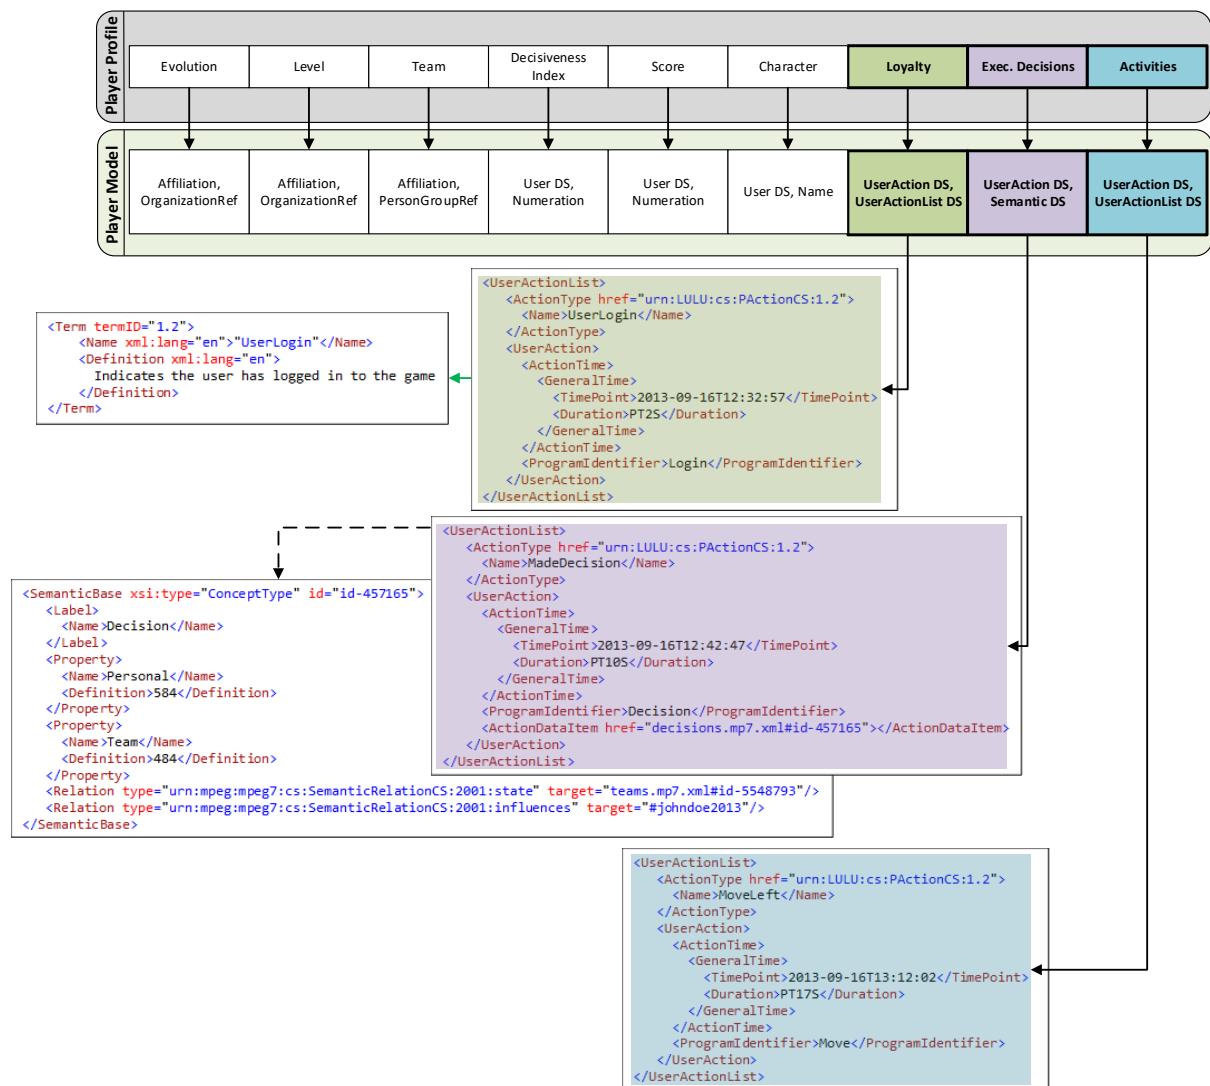 Player Profile
Evolution
Level
Team
Decisiveness
Index
Score
Character
Loyalty
Exec. Decisions
Activities
Player Model
Affiliation,
OrganizationRef
Affiliation,
OrganizationRef
Affiliation,
PersonGroupRef
User DS,
Numeration
User DS,
Numeration
User DS, Name
UserAction DS,
UserActionList DS
UserAction DS,
Semantic DS
UserAction DS,
UserActionList DS
<UserActionList>
<ActionType href="urn:LULU:cs:PActionCS:1.2">
<Name>UserLogin</Name>
</ActionType>
<UserAction>
<ActionTime>
<GeneralTime>
<TimePoint>2013-09-16T12:32:57</TimePoint>
<Duration>PT2S</Duration>
</GeneralTime>
</ActionTime>
<ProgramIdentifier>Login</ProgramIdentifier>
</UserAction>
</UserActionList>
<Term termID="1.2">
<Name xml:lang="en">"UserLogin"</Name>
<Definition xml:lang="en">
Indicates the user has logged in to the game
</Definition>
</Term>
<UserActionList>
<ActionType href="urn:LULU:cs:PActionCS:1.2">
<Name>MadeDecision</Name>
</ActionType>
<UserAction>
<ActionTime>
<GeneralTime>
<TimePoint>2013-09-16T12:42:47</TimePoint>
<Duration>PT10S</Duration>
</GeneralTime>
</ActionTime>
<ProgramIdentifier>Decision</ProgramIdentifier>
<ActionDataItem href="decisions.mp7.xml#id-457165"></ActionDataItem>
</UserAction>
</UserActionList>
<SemanticBase xsi:type="ConceptType" id="id-457165">
<Label>
<Name>Decision</Name>
</Label>
<Property>
<Name>Personal</Name>
<Definition>584</Definition>
</Property>
<Property>
<Name>Team</Name>
<Definition>484</Definition>
</Property>
<Relation type="urn:mpeg:mpeg7:cs:SemanticRelationCS:2001:state" target="teams.mp7.xml#id-5548793"/>
<Relation type="urn:mpeg:mpeg7:cs:SemanticRelationCS:2001:influences" target="#johndoe2013"/>
</SemanticBase>
<UserActionList>
<ActionType href="urn:LULU:cs:PActionCS:1.2">
<Name>MoveLeft</Name>
</ActionType>
<UserAction>
<ActionTime>
<GeneralTime>
<TimePoint>2013-09-16T13:12:02</TimePoint>
<Duration>PT17S</Duration>
</GeneralTime>
</ActionTime>
<ProgramIdentifier>Move</ProgramIdentifier>
</UserAction>
</UserActionList>